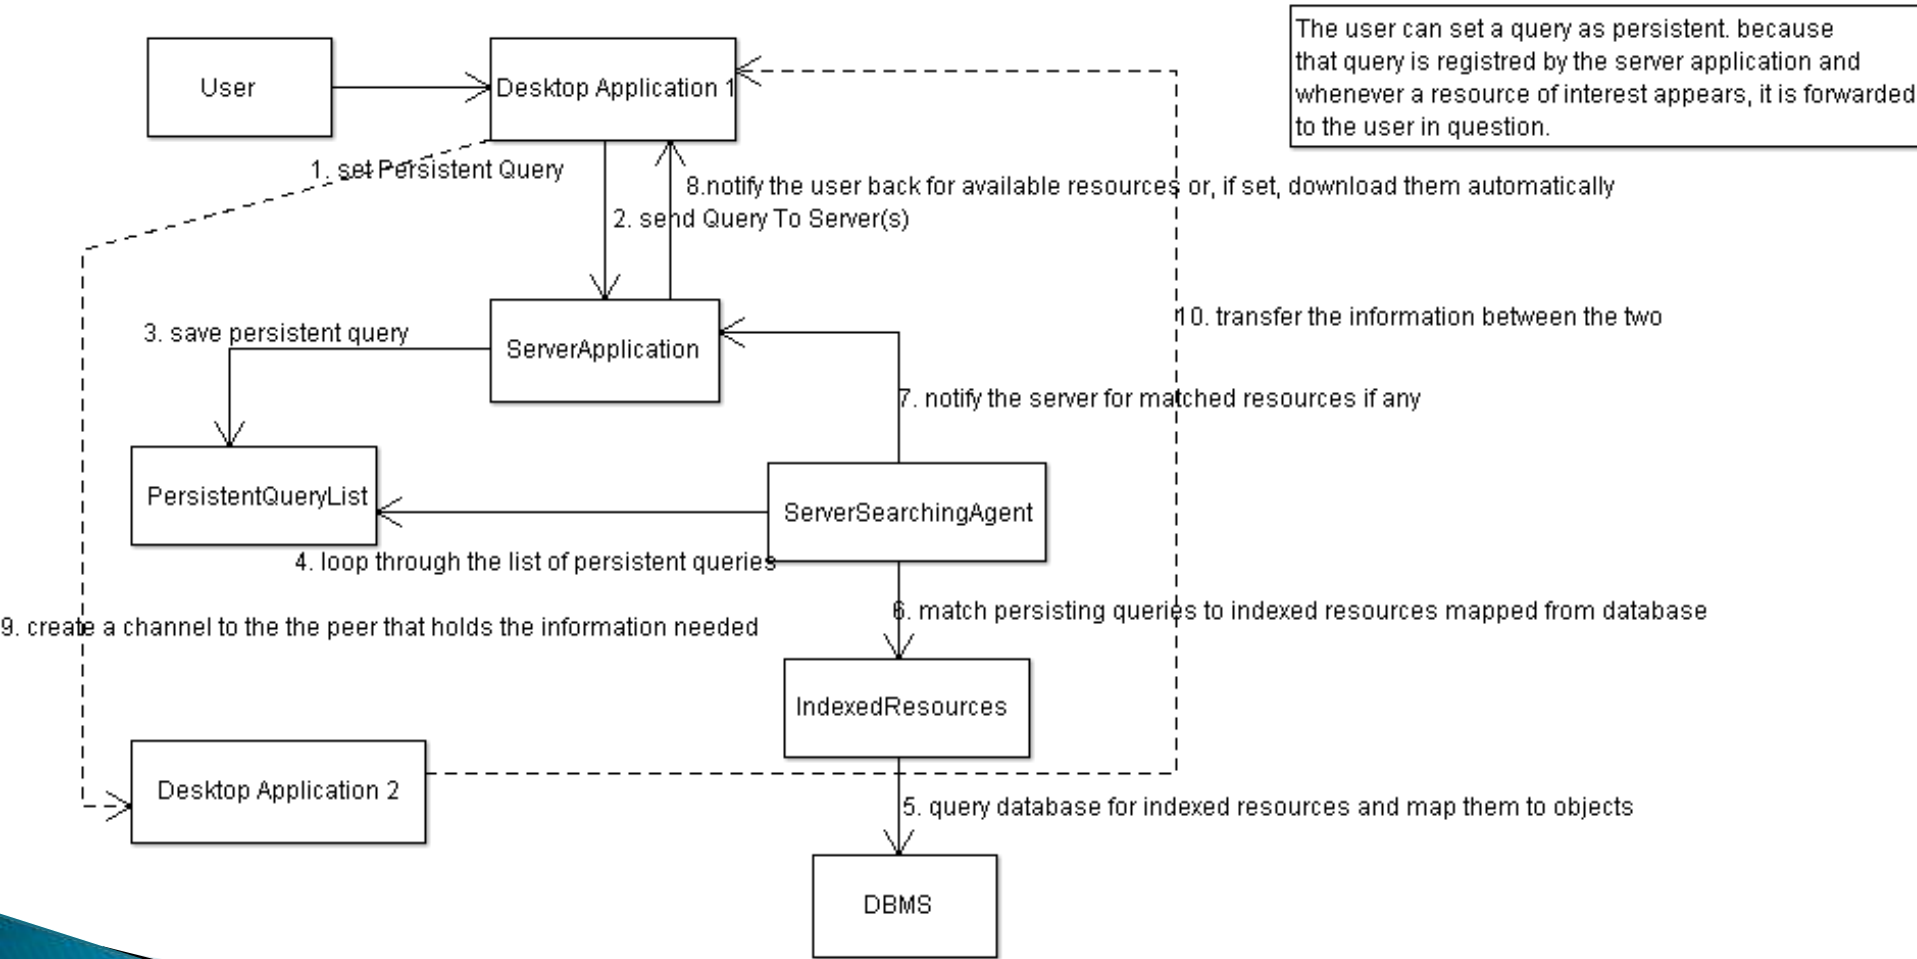 The user can set a query as persistent. because
that query is registred by the server application and
whenever a resource of interest appears, it is forwarded
to the user in question.
User
Desktop Application 1
1. set Persistent Query
8.notify the user back for available resources or, if set, download them automatically
2. send Query To Server(s)
10. transfer the information between the two
3. save persistent query
ServerApplication
7. notify the server for matched resources if any
PersistentQueryList
ServerSearchingAgent
4. loop through the list of persistent queries
6. match persisting queries to indexed resources mapped from database
9. create a channel to the the peer that holds the information needed
IndexedResources
Desktop Application 2
5. query database for indexed resources and map them to objects
DBMS